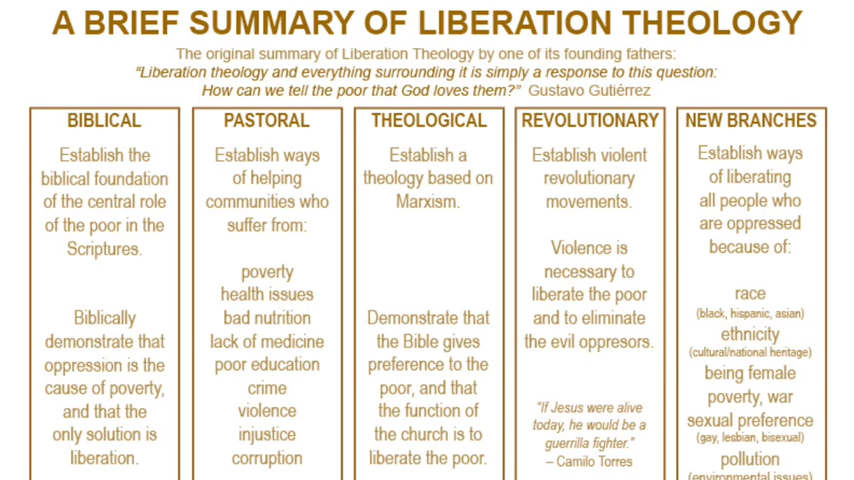 A BRIEF SUMMARY OF LIBERATION THEOLOGY
The original summary of Liberation Theology by one of its founding fathers:
“Liberation theology and everything surrounding it is simply a response to this question:
How can we tell the poor that God loves them?” Gustavo Gutiérrez
BIBLICAL
Establish the
biblical foundation
of the central role
of the poor in the
Scriptures.
Biblically
demonstrate that
oppression is the
cause of poverty,
and that the
only solution is
liberation.
PASTORAL
Establish ways
of helping
communities who
suffer from:
poverty
health issues
bad nutrition
lack of medicine
poor education
crime
violence
injustice
corruption
THEOLOGICAL
Establish a
theology based on
Marxism.
Demonstrate that
the Bible gives
preference to the
poor, and that
the function of
the church is to
liberate the poor.
REVOLUTIONARY
Establish violent
revolutionary
movements.
Violence is
necessary to
liberate the poor
and to eliminate
the evil oppresors.
“If Jesus were alive
today, he would be a
guerrilla fighter.”
– Camilo Torres
NEW BRANCHES
Establish ways
of liberating
all people who
are oppressed
because of:
race
(black, hispanic, asian)
ethnicity
(cultural/national heritage)
being female
poverty, war
sexual preference
(gay, lesbian, bisexual)
pollution
(environmental issues)